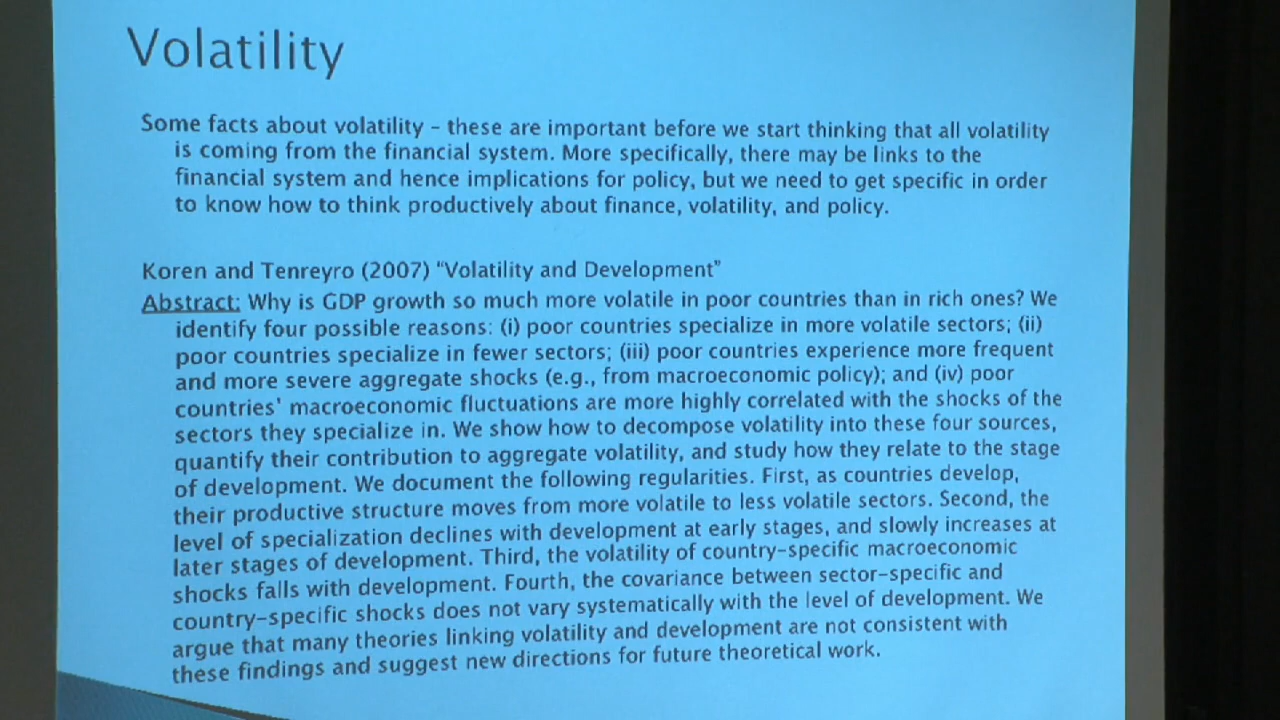 Volatility
Some facts about volatility – these are important before we start thinking that all volatility
is coming from the financial system. More specifically, there may be links to the
financial system and hence implications for policy, but we need to get specific in order
to know how to think productively about finance, volatility, and policy.
Koren and Tenreyro (2007) “Volatility and Development”
Abstract: Why is GDP growth so much more volatile in poor countries than in rich ones? We
identify four possible reasons: (i) poor countries specialize in more volatile sectors; (ii)
poor countries specialize in fewer sectors; (iii) poor countries experience more frequent
and more severe aggregate shocks (e.g., from macroeconomic policy); and (iv) poor
countries' macroeconomic fluctuations are more highly correlated with the shocks of the
sectors they specialize in. We show how to decompose volatility into these four sources,
quantify their contribution to aggregate volatility, and study how they relate to the stage
of development. We document the following regularities. First, as countries develop,
their productive structure moves from more volatile to less volatile sectors. Second, the
level of specialization declines with development at early stages, and slowly increases at
later stages of development. Third, the volatility of country-specific macroeconomic
shocks falls with development. Fourth, the covariance between sector-specific and
country-specific shocks does not vary systematically with the level of development. We
argue that many theories linking volatility and development are not consistent with
these findings and suggest new directions for future theoretical work.